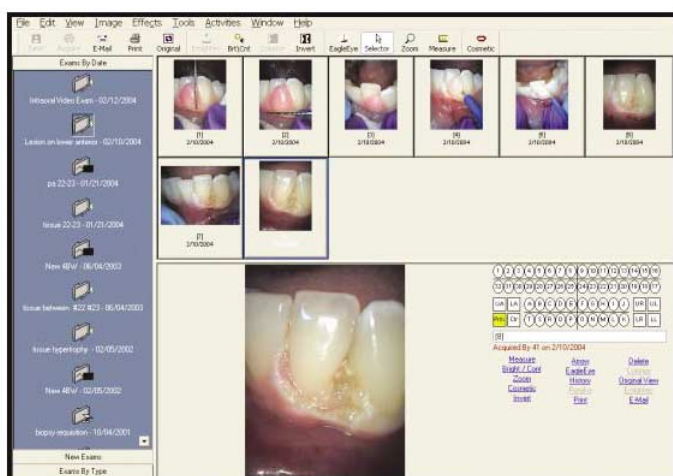 File Edit View Image Effects Tools Activities Window Help
E-Mail Print Original Brt|Cnt Invert EagleEye Selector Zoom Measure Cosmetic
Exams By Date
Intraoral Video Exam - 02/12/2004
Lesion on lower anterior - 02/10/2004
pa 22-23 - 01/21/2004
tissue 22-23 - 01/21/2004
New 4BW - 06/04/2003
tissue between #22 #23 - 06/04/2003
tissue hypertophy - 02/05/2002
New 4BW - 02/05/2002
biopsy-requisition - 10/04/2001
New Exams
Exams By Type
[1]
2/10/2004
[2]
2/10/2004
[3]
2/10/2004
[4]
2/10/2004
2/10/2004
2/10/2004
[7]
2/10/2004
1 2 3 4 5 6 7 8 9 10 11 12 13 14 15 16
32 31 30 29 28 27 26 25 24 23 22 21 20 19 18 17
UA LA A B C D E F G H I J UR UL
Ctr T S R Q P O N M L K LR LL
[8]
Acquired By 41 on 2/10/2004
Measure Arrow Delete
Bright / Cont EagleEye
Zoom History Original View
Cosmetic
Invert Print E-Mail